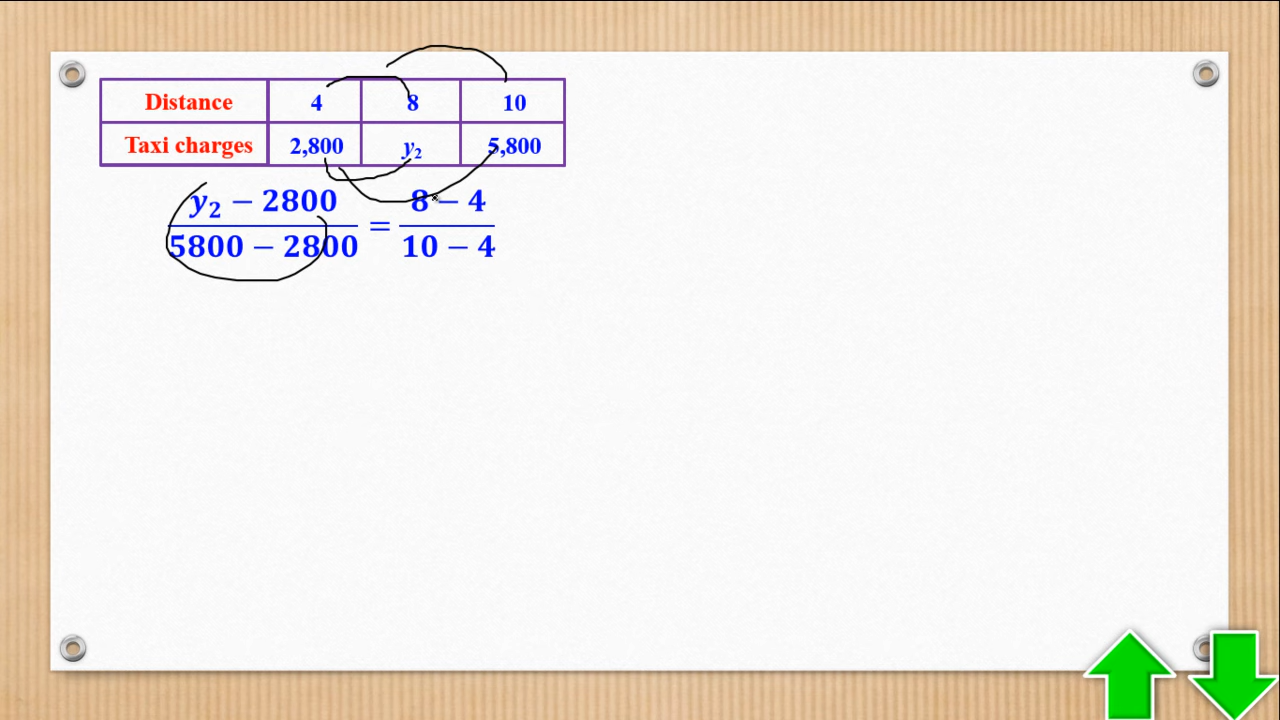 Distance 4 8 10
Taxi charges 2,800 y₂ 5,800
y₂ − 2800 / 5800 − 2800 = 8 − 4 / 10 − 4